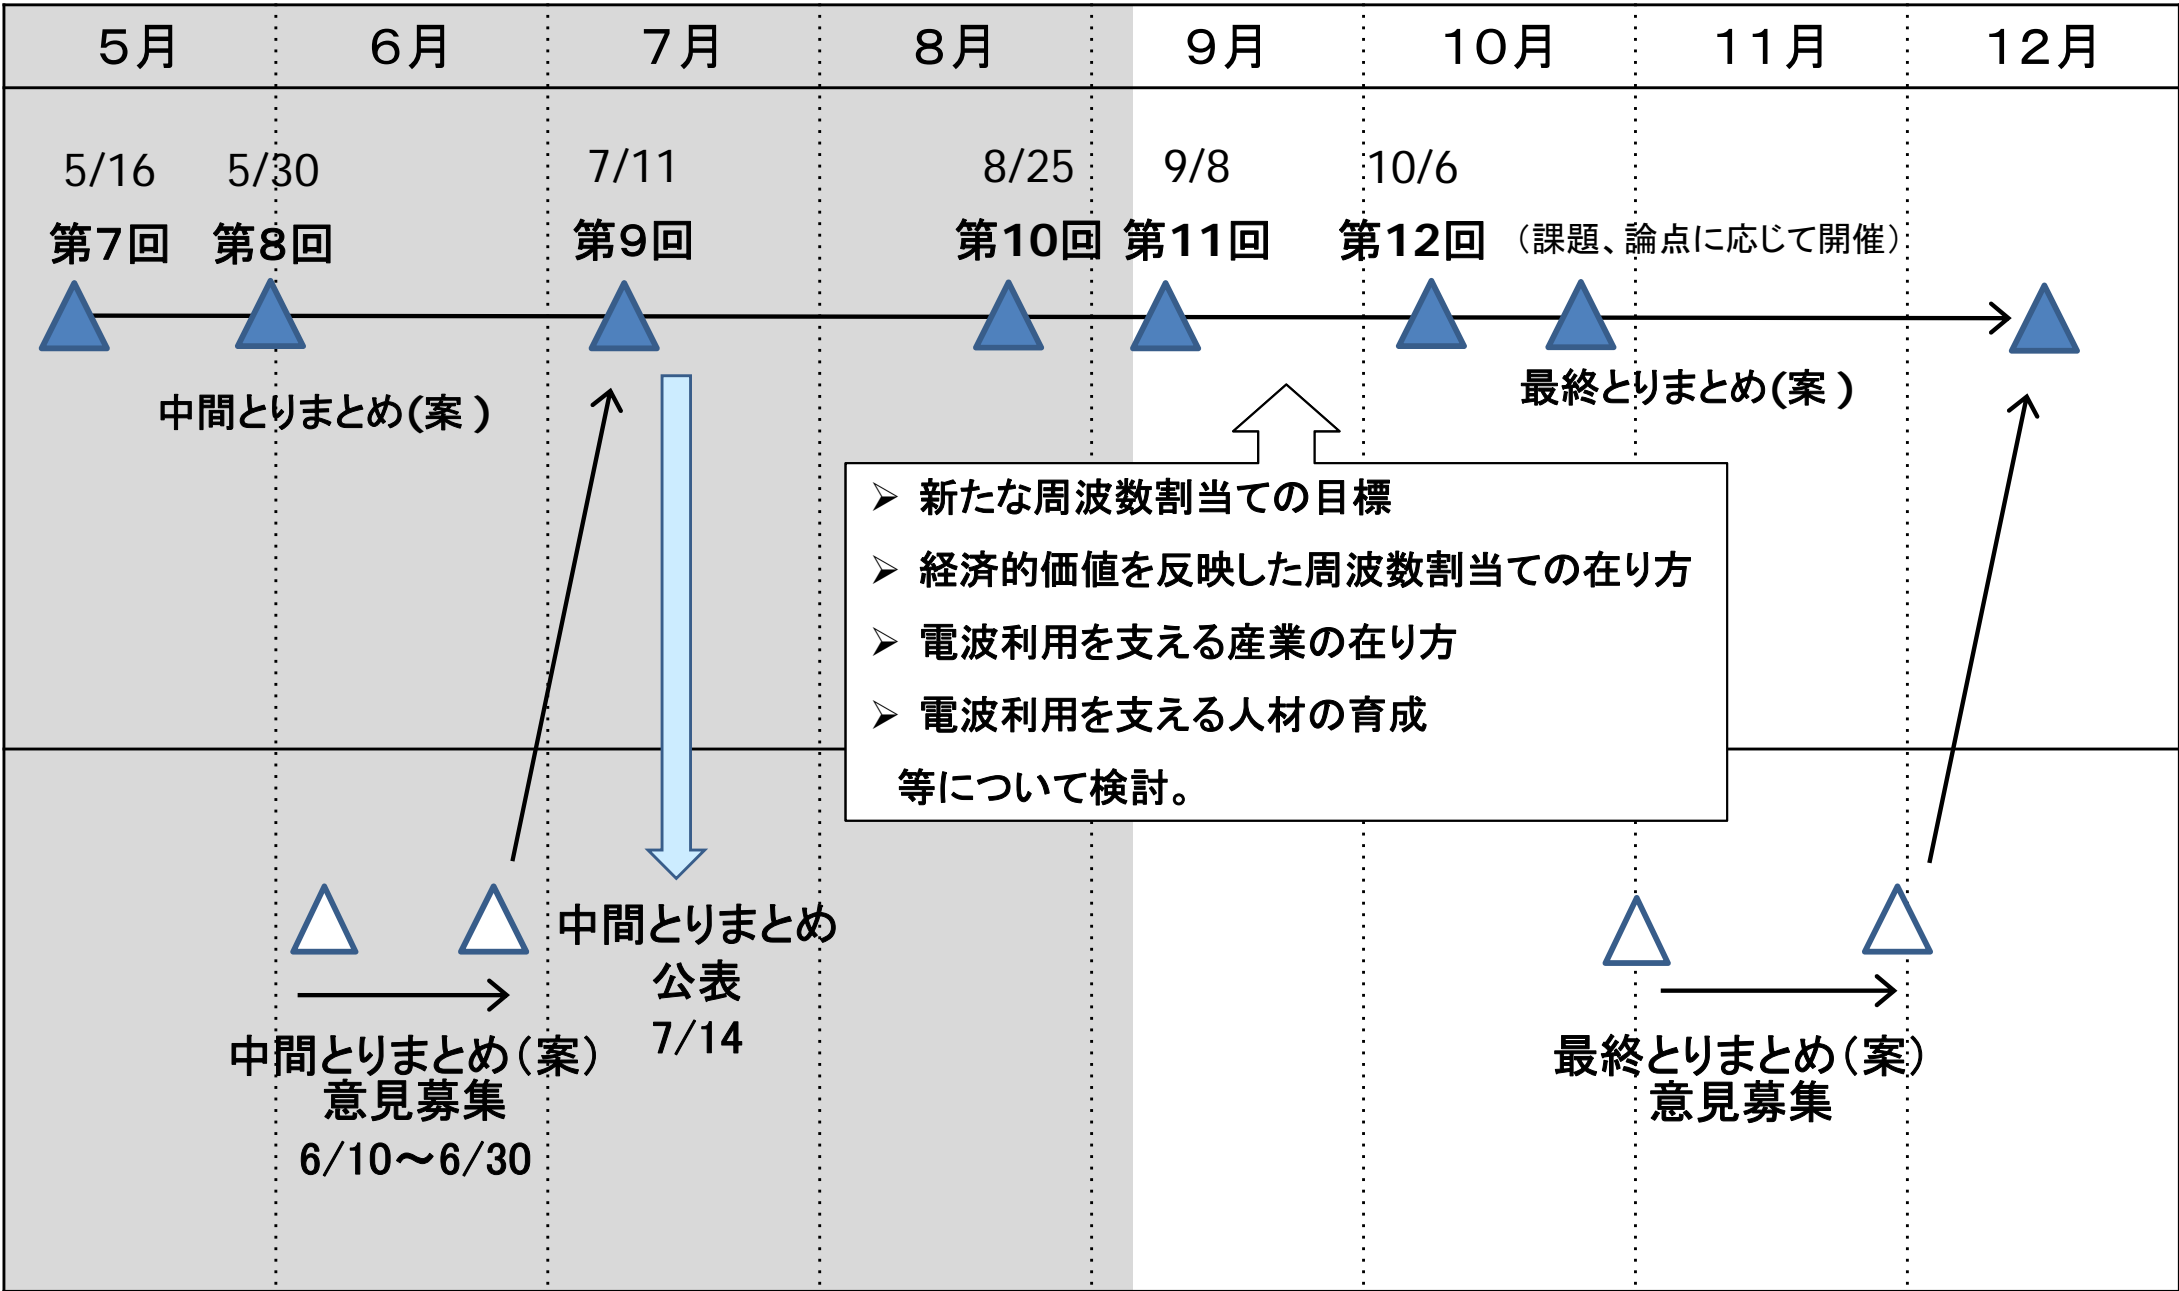 5月 6月 7月 8月 9月 10月 11月 12月
5/16 5/30 7/11 8/25 9/8 10/6
第7回 第8回 第9回 第10回 第11回 第12回 （課題、論点に応じて開催）
中間とりまとめ(案)
最終とりまとめ(案)
➢ 新たな周波数割当ての目標
➢ 経済的価値を反映した周波数割当ての在り方
➢ 電波利用を支える産業の在り方
➢ 電波利用を支える人材の育成
等について検討。
中間とりまとめ
公表
7/14
中間とりまとめ（案）
意見募集
6/10～6/30
最終とりまとめ（案）
意見募集